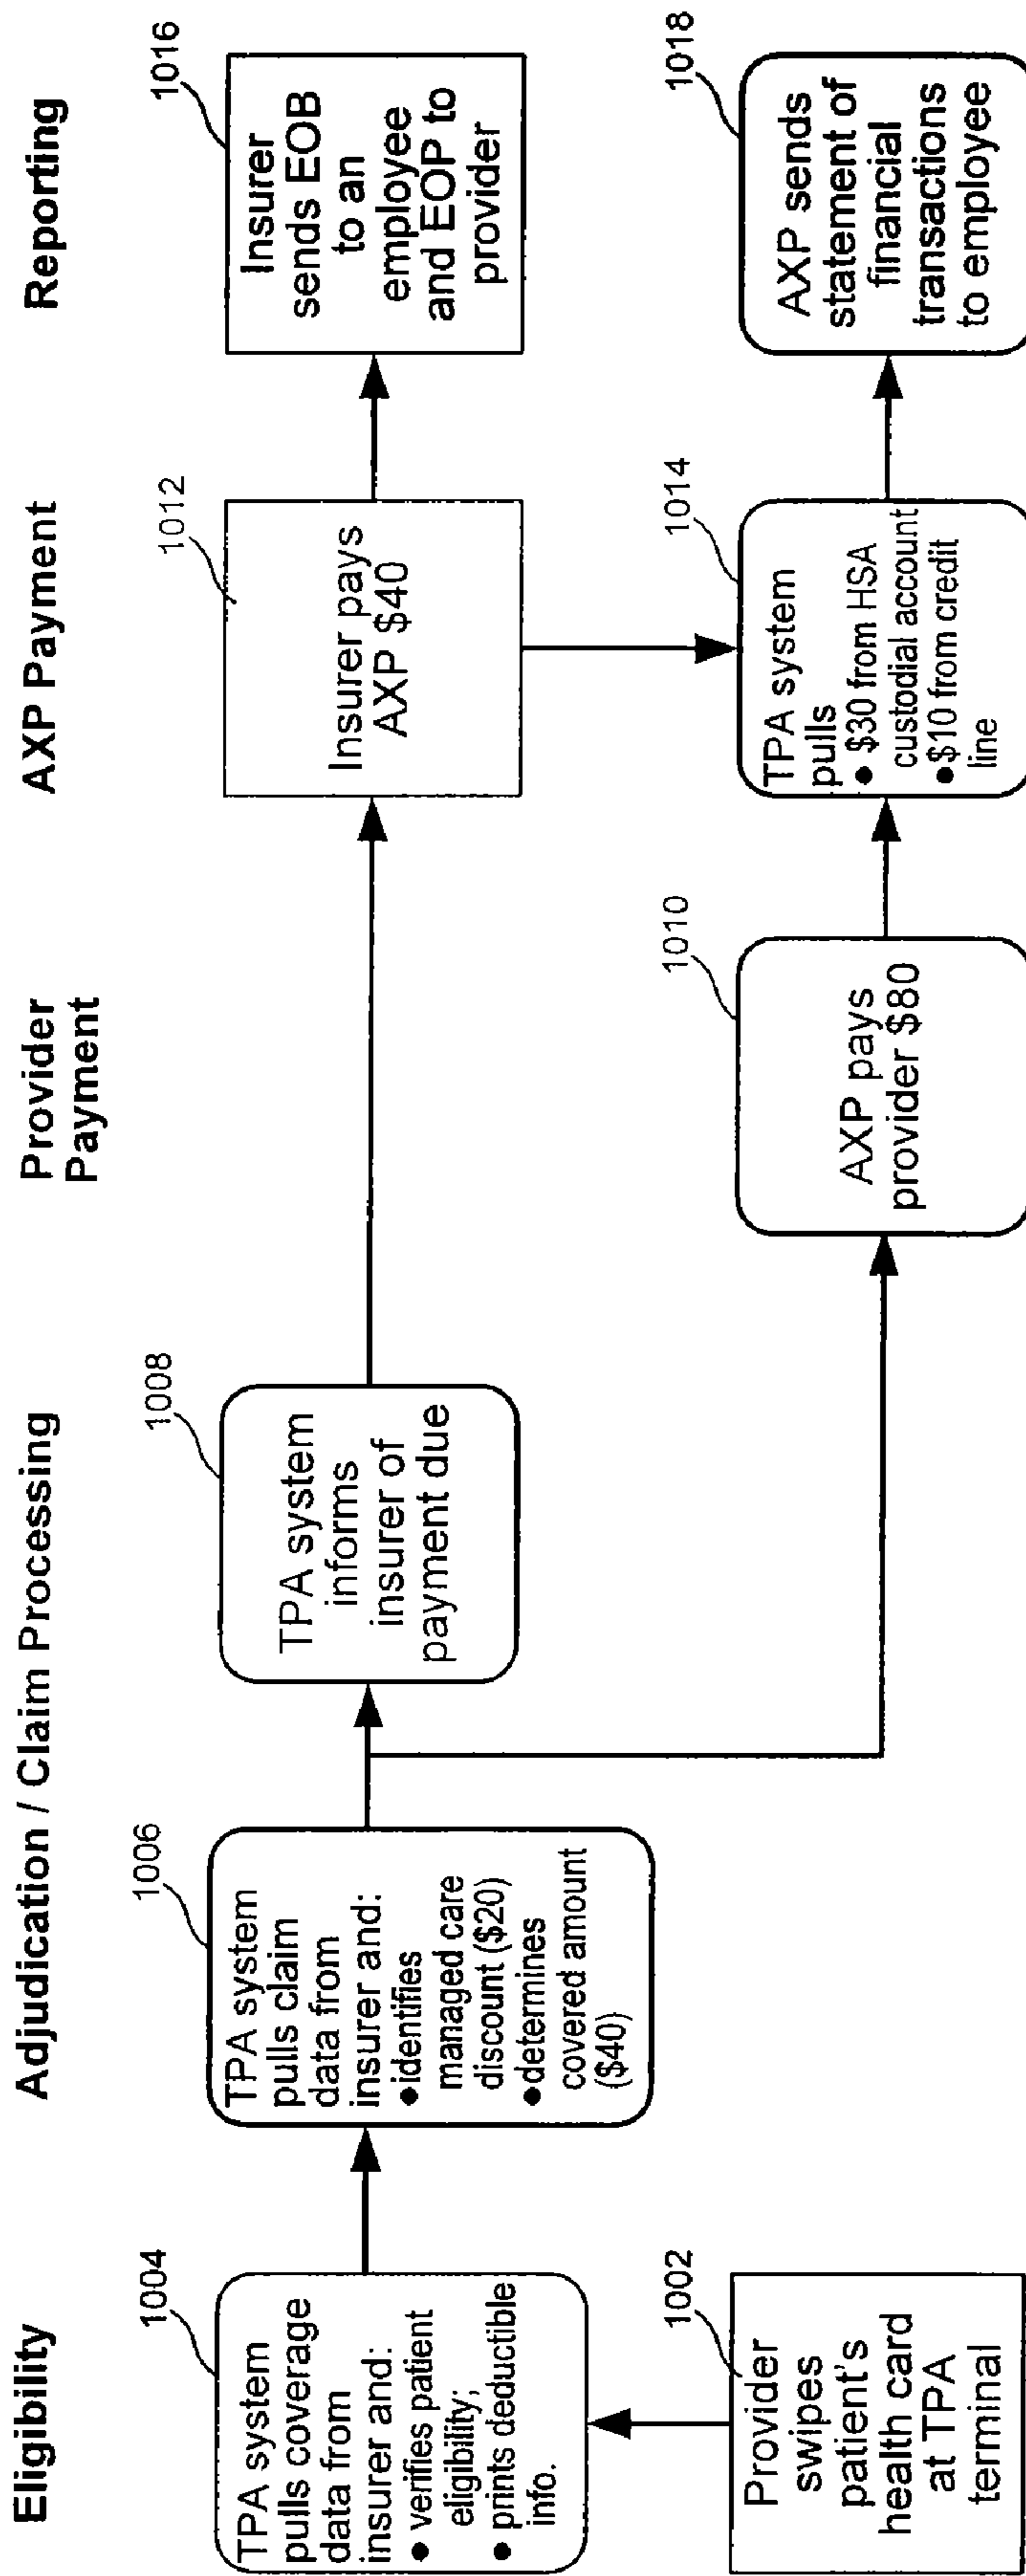 Eligibility
Adjudication / Claim Processing
Provider
Payment
AXP Payment
Reporting
1004
TPA system
pulls coverage
data from
insurer and:
● verifies patient
eligibility;
● prints deductible
info.
1002
Provider
swipes
patient's
health card
at TPA
terminal
1006
TPA system
pulls claim
data from
insurer and:
●identifies
managed care
discount ($20)
●determines
covered amount
($40)
1008
TPA system
informs
insurer of
payment due
1010
AXP pays
provider $80
1012
Insurer pays
AXP $40
1014
TPA system
pulls
● $30 from HSA
custodial account
● $10 from credit
line
1016
Insurer
sends EOB
to an
employee
and EOP to
provider
1018
AXP sends
statement of
financial
transactions
to employee